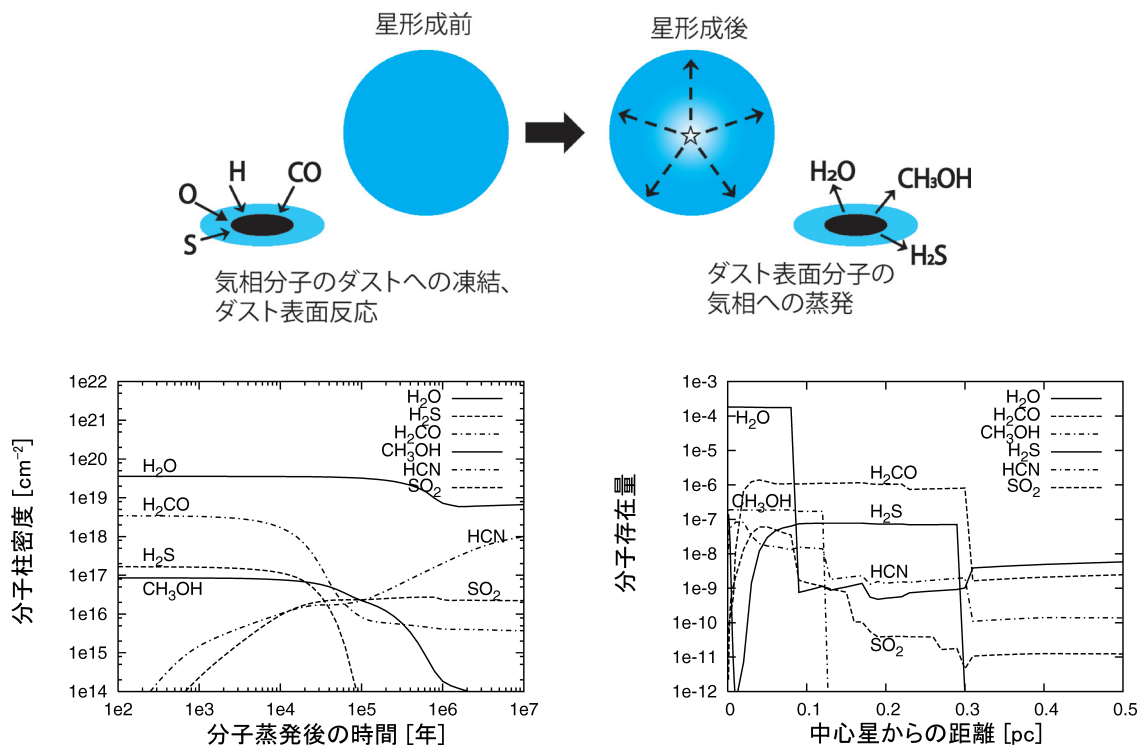 星形成前
星形成後
H
CO
O
S
H₂O
CH₃OH
H₂S
気相分子のダストへの凍結、
ダスト表面反応
ダスト表面分子の
気相への蒸発
分子柱密度 [cm⁻²]
1e22
1e21
1e20
1e19
1e18
1e17
1e16
1e15
1e14
H₂O
H₂S
H₂CO
CH₃OH
HCN
SO₂
H₂O
H₂CO
H₂S
CH₃OH
HCN
SO₂
1e2
1e3
1e4
1e5
1e6
1e7
分子蒸発後の時間 [年]
分子存在量
1e-3
1e-4
1e-5
1e-6
1e-7
1e-8
1e-9
1e-10
1e-11
1e-12
H₂O
H₂CO
CH₃OH
H₂S
HCN
SO₂
H₂O
H₂CO
CH₃OH
H₂S
HCN
SO₂
0
0.1
0.2
0.3
0.4
0.5
中心星からの距離 [pc]